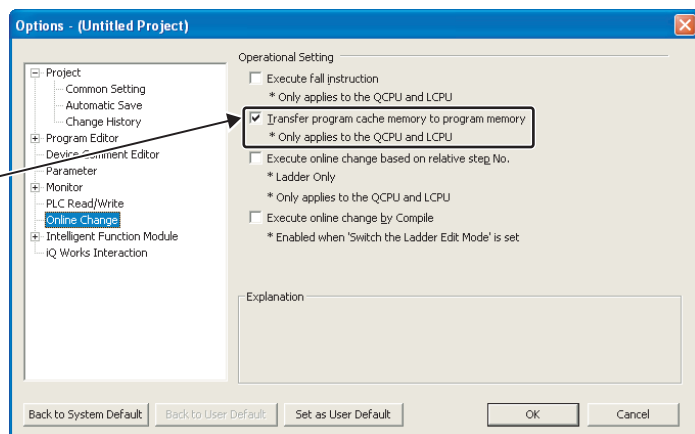 Options - (Untitled Project)
Project
Common Setting
Automatic Save
Change History
Program Editor
Device Comment Editor
Parameter
Monitor
PLC Read/Write
Online Change
Intelligent Function Module
iQ Works Interaction
Operational Setting
Execute fall instruction
* Only applies to the QCPU and LCPU
Transfer program cache memory to program memory
* Only applies to the QCPU and LCPU
Execute online change based on relative step No.
* Ladder Only
* Only applies to the QCPU and LCPU
Execute online change by Compile
* Enabled when 'Switch the Ladder Edit Mode' is set
Explanation
Back to System Default
Back to User Default
Set as User Default
OK
Cancel